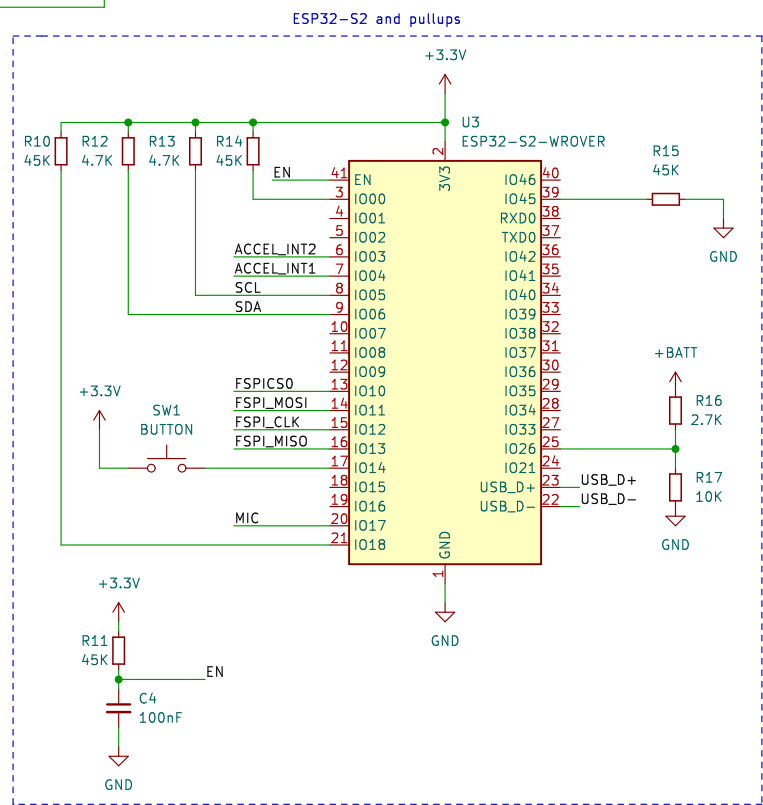 ESP32-S2 and pullups
+3.3V
U3
ESP32-S2-WROVER
R10
45K
R12
4.7K
R13
4.7K
R14
45K
R15
45K
GND
2
3V3
EN
41 EN
3 IO00
4 IO01
5 IO02
ACCEL_INT2
6 IO03
ACCEL_INT1
7 IO04
SCL
8 IO05
SDA
9 IO06
10 IO07
11 IO08
12 IO09
FSPICS0
13 IO10
FSPI_MOSI
14 IO11
FSPI_CLK
15 IO12
FSPI_MISO
16 IO13
17 IO14
18 IO15
19 IO16
MIC
20 IO17
21 IO18
IO46 40
IO45 39
RXD0 38
TXD0 37
IO42 36
IO41 35
IO40 34
IO39 33
IO38 32
IO37 31
IO36 30
IO35 29
IO34 28
IO33 27
IO26 25
IO21 24
USB_D+ 23
USB_D+
USB_D- 22
USB_D-
GND
1
GND
+3.3V
SW1
BUTTON
+BATT
R16
2.7K
R17
10K
GND
+3.3V
R11
45K
EN
C4
100nF
GND